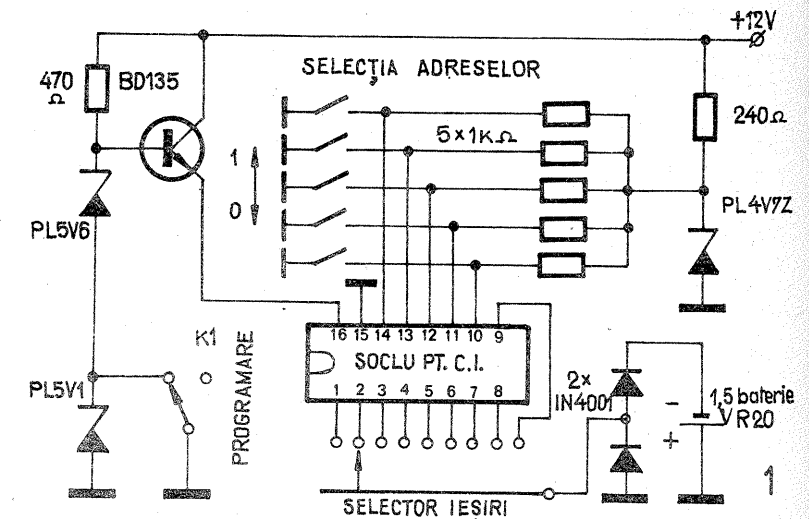 +12V
SELECȚIA ADRESELOR
470 Ω
BD135
240Ω
5×1KΩ
1
0
PL5V6
PL4V7Z
K1
PROGRAMARE
16 15 14 13 12 11 10 9
SOCLU PT. C.I.
1 2 3 4 5 6 7 8
PL5V1
2×
IN4001
−
+
1,5 baterie
V R20
SELECTOR IEȘIRI
1